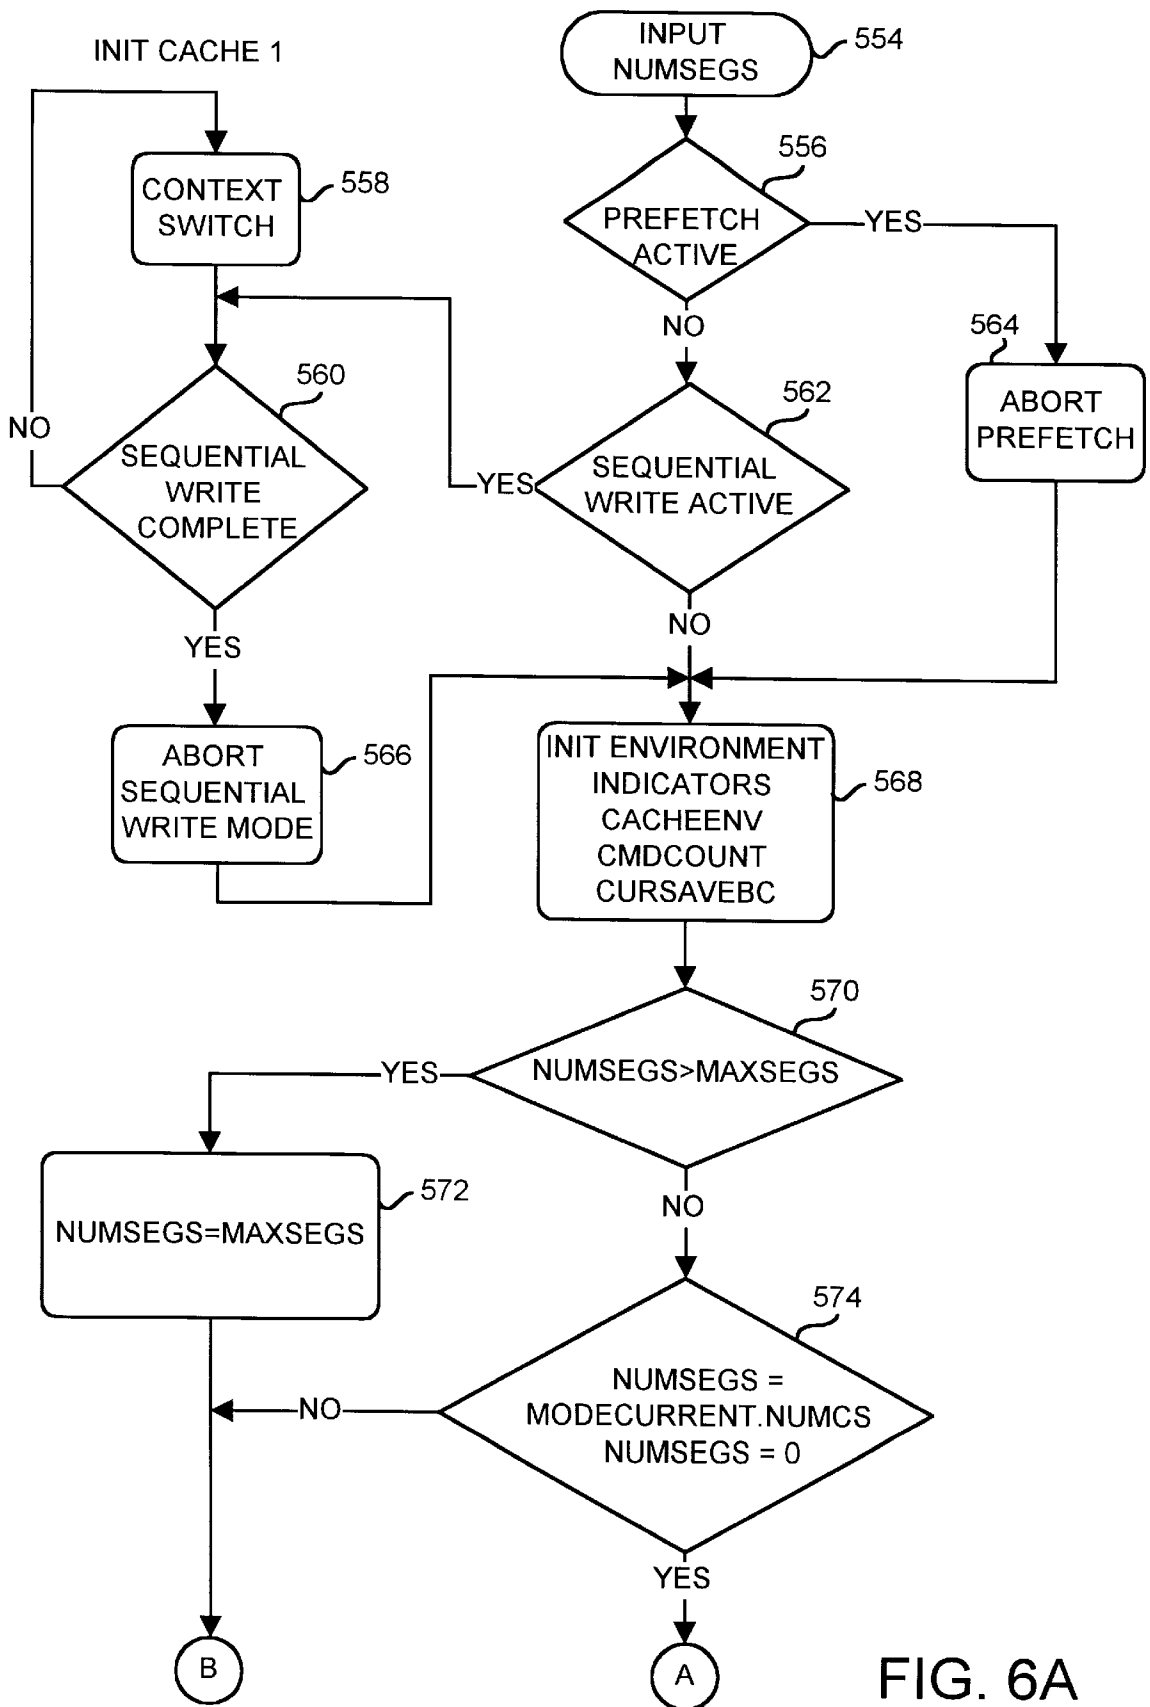 INIT CACHE 1
INPUT
NUMSEGS
554
556
PREFETCH
ACTIVE
YES
NO
CONTEXT
SWITCH
558
564
ABORT
PREFETCH
560
SEQUENTIAL
WRITE
COMPLETE
NO
YES
562
SEQUENTIAL
WRITE ACTIVE
YES
NO
ABORT
SEQUENTIAL
WRITE MODE
566
INIT ENVIRONMENT
INDICATORS
CACHEENV
CMDCOUNT
CURSAVEBC
568
570
NUMSEGS>MAXSEGS
YES
NO
NUMSEGS=MAXSEGS
572
574
NUMSEGS =
MODECURRENT.NUMCS
NUMSEGS = 0
NO
YES
B
A
FIG. 6A